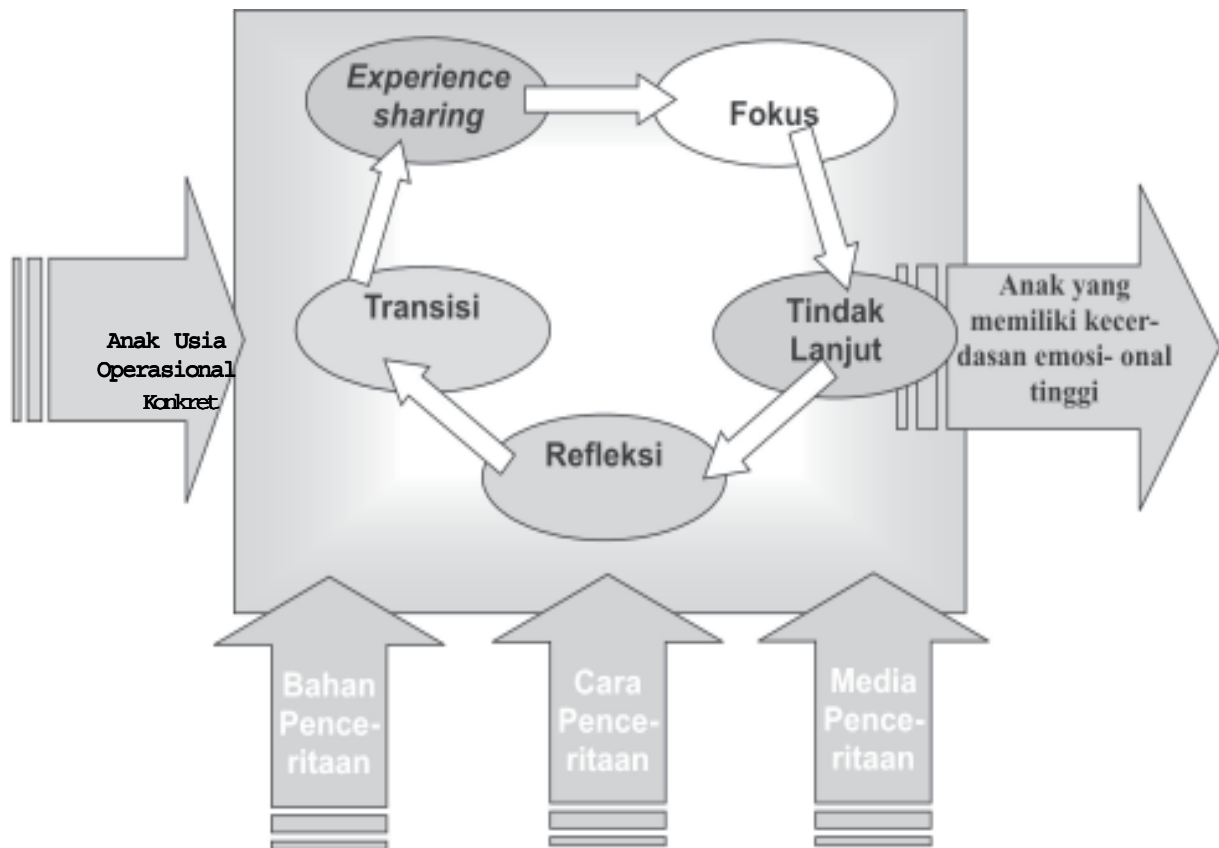 Experience
sharing
Fokus
Transisi
Tindak
Lanjut
Refleksi
Anak Usia
Operasional
Konkret
Anak yang
memiliki kecer-
dasan emosi- onal
tinggi
Bahan
Pence-
ritaan
Cara
Pence-
ritaan
Media
Pence-
ritaan